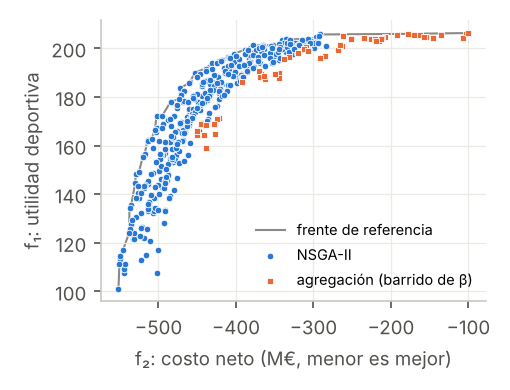 f₁: utilidad deportiva
200
180
160
140
120
100
frente de referencia
NSGA-II
agregación (barrido de β)
−500
−400
−300
−200
−100
f₂: costo neto (M€, menor es mejor)